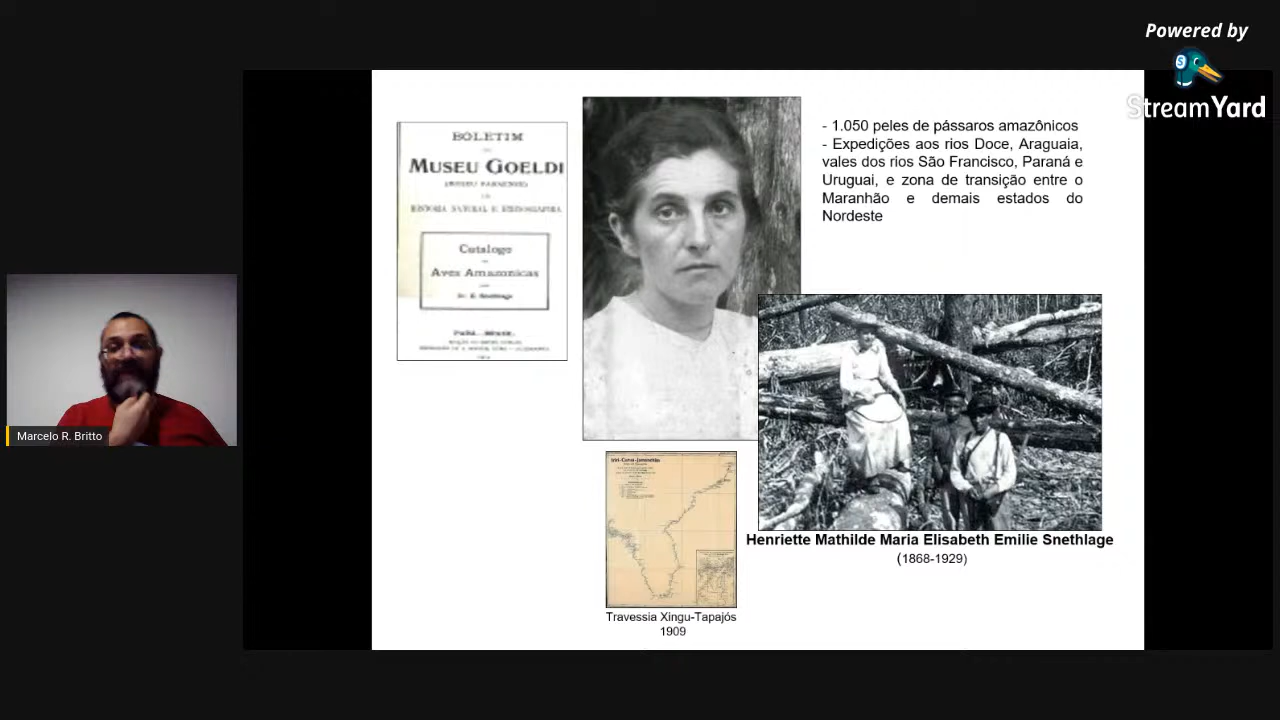 Powered by
StreamYard
BOLETIM
MUSEU GOELDI
HISTORIA NATURAL E ETHNOGRAPHIA
Catalogo
Aves Amazonicas
- 1.050 peles de pássaros amazônicos
- Expedições aos rios Doce, Araguaia,
vales dos rios São Francisco, Paraná e
Uruguai, e zona de transição entre o
Maranhão e demais estados do
Nordeste
Marcelo R. Britto
Henriette Mathilde Maria Elisabeth Emilie Snethlage
(1868-1929)
Travessia Xingu-Tapajós
1909